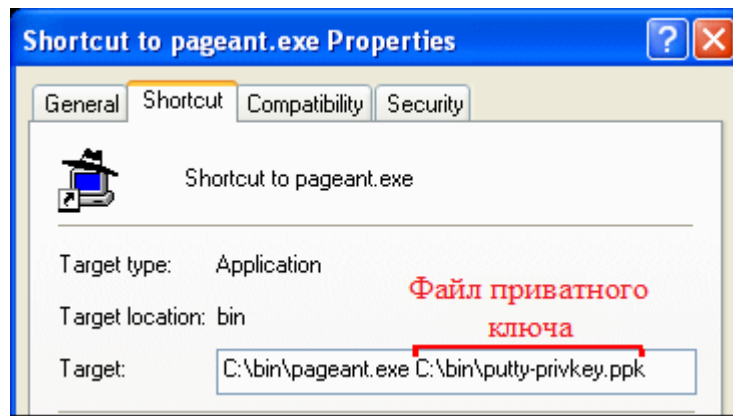 Shortcut to pageant.exe Properties
General Shortcut Compatibility Security
Shortcut to pageant.exe
Target type: Application
Файл приватного
ключа
Target location: bin
Target: C:\bin\pageant.exe C:\bin\putty-privkey.ppk